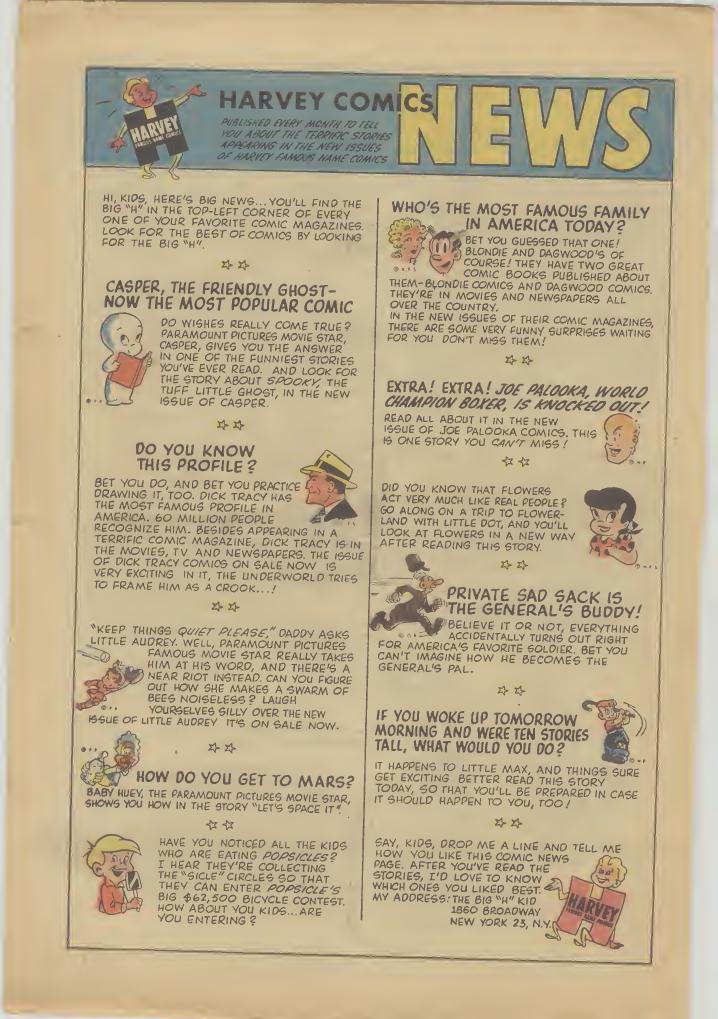 HARVEY COMICS NEWS
PUBLISHED EVERY MONTH TO TELL
YOU ABOUT THE TERRIFIC STORIES
APPEARING IN THE NEW ISSUES
OF HARVEY FAMOUS NAME COMICS
HARVEY
FAMOUS NAME COMICS
HI, KIDS, HERE'S BIG NEWS...YOU'LL FIND THE
BIG "H" IN THE TOP-LEFT CORNER OF EVERY
ONE OF YOUR FAVORITE COMIC MAGAZINES.
LOOK FOR THE BEST OF COMICS BY LOOKING
FOR THE BIG "H".
CASPER, THE FRIENDLY GHOST—
NOW THE MOST POPULAR COMIC
DO WISHES REALLY COME TRUE?
PARAMOUNT PICTURES MOVIE STAR,
CASPER, GIVES YOU THE ANSWER
IN ONE OF THE FUNNIEST STORIES
YOU'VE EVER READ. AND LOOK FOR
THE STORY ABOUT SPOOKY, THE
TUFF LITTLE GHOST, IN THE NEW
ISSUE OF CASPER.
DO YOU KNOW
THIS PROFILE?
BET YOU DO, AND BET YOU PRACTICE
DRAWING IT, TOO. DICK TRACY HAS
THE MOST FAMOUS PROFILE IN
AMERICA. 60 MILLION PEOPLE
RECOGNIZE HIM. BESIDES APPEARING IN A
TERRIFIC COMIC MAGAZINE, DICK TRACY IS IN
THE MOVIES, TV AND NEWSPAPERS. THE ISSUE
OF DICK TRACY COMICS ON SALE NOW IS
VERY EXCITING IN IT, THE UNDERWORLD TRIES
TO FRAME HIM AS A CROOK...!
"KEEP THINGS QUIET PLEASE," DADDY ASKS
LITTLE AUDREY. WELL, PARAMOUNT PICTURES
FAMOUS MOVIE STAR REALLY TAKES
HIM AT HIS WORD, AND THERE'S A
NEAR RIOT INSTEAD. CAN YOU FIGURE
OUT HOW SHE MAKES A SWARM OF
BEES NOISELESS? LAUGH
YOURSELVES SILLY OVER THE NEW
ISSUE OF LITTLE AUDREY IT'S ON SALE NOW.
HOW DO YOU GET TO MARS?
BABY HUEY, THE PARAMOUNT PICTURES MOVIE STAR,
SHOWS YOU HOW IN THE STORY "LET'S SPACE IT".
HAVE YOU NOTICED ALL THE KIDS
WHO ARE EATING POPSICLES?
I HEAR THEY'RE COLLECTING
THE "SICLE" CIRCLES SO THAT
THEY CAN ENTER POPSICLE'S
BIG $62,500 BICYCLE CONTEST.
HOW ABOUT YOU KIDS...ARE
YOU ENTERING?
WHO'S THE MOST FAMOUS FAMILY
IN AMERICA TODAY?
BET YOU GUESSED THAT ONE!
BLONDIE AND DAGWOOD'S OF
COURSE! THEY HAVE TWO GREAT
COMIC BOOKS PUBLISHED ABOUT
THEM-BLONDIE COMICS AND DAGWOOD COMICS.
THEY'RE IN MOVIES AND NEWSPAPERS ALL
OVER THE COUNTRY.
IN THE NEW ISSUES OF THEIR COMIC MAGAZINES,
THERE ARE SOME VERY FUNNY SURPRISES WAITING
FOR YOU DON'T MISS THEM!
EXTRA! EXTRA! JOE PALOOKA, WORLD
CHAMPION BOXER, IS KNOCKED OUT!
READ ALL ABOUT IT IN THE NEW
ISSUE OF JOE PALOOKA COMICS. THIS
IS ONE STORY YOU CAN'T MISS!
DID YOU KNOW THAT FLOWERS
ACT VERY MUCH LIKE REAL PEOPLE?
GO ALONG ON A TRIP TO FLOWER-
LAND WITH LITTLE DOT, AND YOU'LL
LOOK AT FLOWERS IN A NEW WAY
AFTER READING THIS STORY.
PRIVATE SAD SACK IS
THE GENERAL'S BUDDY!
BELIEVE IT OR NOT, EVERYTHING
ACCIDENTALLY TURNS OUT RIGHT
FOR AMERICA'S FAVORITE SOLDIER. BET YOU
CAN'T IMAGINE HOW HE BECOMES THE
GENERAL'S PAL.
IF YOU WOKE UP TOMORROW
MORNING AND WERE TEN STORIES
TALL, WHAT WOULD YOU DO?
IT HAPPENS TO LITTLE MAX, AND THINGS SURE
GET EXCITING BETTER READ THIS STORY
TODAY, SO THAT YOU'LL BE PREPARED IN CASE
IT SHOULD HAPPEN TO YOU, TOO!
SAY, KIDS, DROP ME A LINE AND TELL ME
HOW YOU LIKE THIS COMIC NEWS
PAGE. AFTER YOU'VE READ THE
STORIES, I'D LOVE TO KNOW
WHICH ONES YOU LIKED BEST.
MY ADDRESS: THE BIG "H" KID
1860 BROADWAY
NEW YORK 23, N.Y.
HARVEY
FAMOUS NAME COMICS